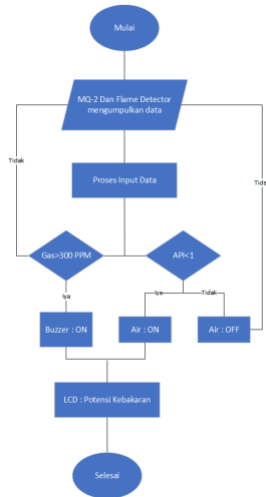 Mulai
MQ-2 Dan Flame Detector
mengumpulkan data
Tidak
Tidak
Proses Input Data
Gas>300 PPM
API<1
Iya
Iya
Tidak
Buzzer : ON
Air : ON
Air : OFF
LCD : Potensi Kebakaran
Selesai